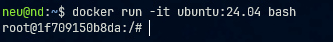 neu@nd:~$ docker run -it ubuntu:24.04 bash
root@1f709150b8da:/#